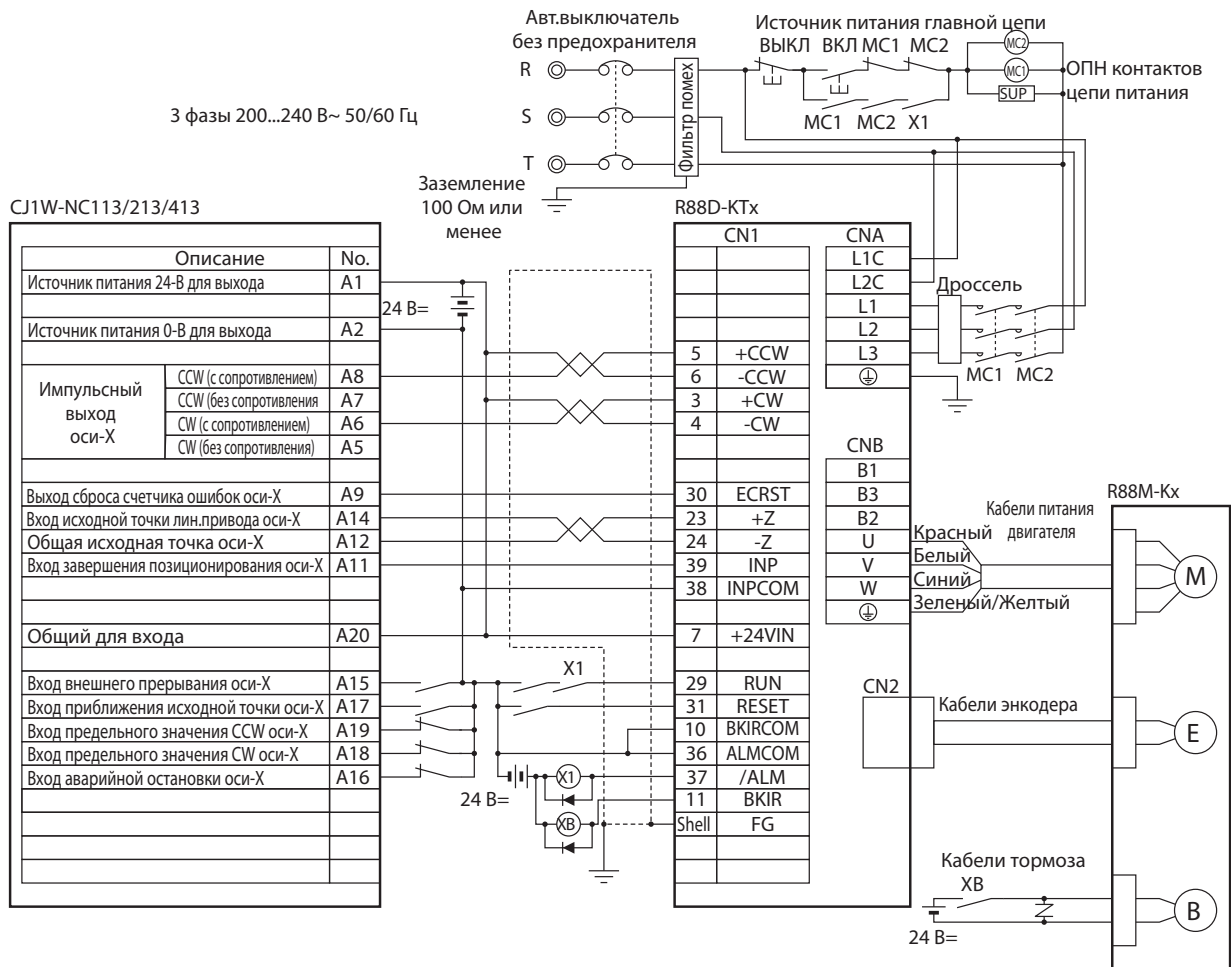 Авт.выключатель
без предохранителя
Источник питания главной цепи
ВЫКЛ ВКЛ MC1 MC2
MC2
R
MC1
ОПН контактов
SUP
цепи питания
3 фазы 200...240 В~ 50/60 Гц
S
MC1 MC2 X1
Фильтр помех
T
Заземление
100 Ом или
менее
CJ1W-NC113/213/413
R88D-KTx
Описание No.
Источник питания 24-В для выхода A1
Источник питания 0-В для выхода A2
24 В=
Импульсный
выход
оси-X
CCW (с сопротивлением) A8
CCW (без сопротивления A7
CW (с сопротивлением) A6
CW (без сопротивления) A5
Выход сброса счетчика ошибок оси-X A9
Вход исходной точки лин.привода оси-X A14
Общая исходная точка оси-X A12
Вход завершения позиционирования оси-X A11
Общий для входа A20
Вход внешнего прерывания оси-X A15
Вход приближения исходной точки оси-X A17
Вход предельного значения CCW оси-X A19
Вход предельного значения CW оси-X A18
Вход аварийной остановки оси-X A16
X1
24 В=
X1
XB
CN1
5 +CCW
6 -CCW
3 +CW
4 -CW
30 ECRST
23 +Z
24 -Z
39 INP
38 INPCOM
7 +24VIN
29 RUN
31 RESET
10 BKIRCOM
36 ALMCOM
37 /ALM
11 BKIR
Shell FG
CNA
L1C
L2C
L1
L2
L3
Дроссель
MC1 MC2
CNB
B1
B3
B2
U
V
W
Красный
Белый
Синий
Зеленый/Желтый
Кабели питания
двигателя
R88M-Kx
M
CN2
Кабели энкодера
E
Кабели тормоза
XB
24 В=
B